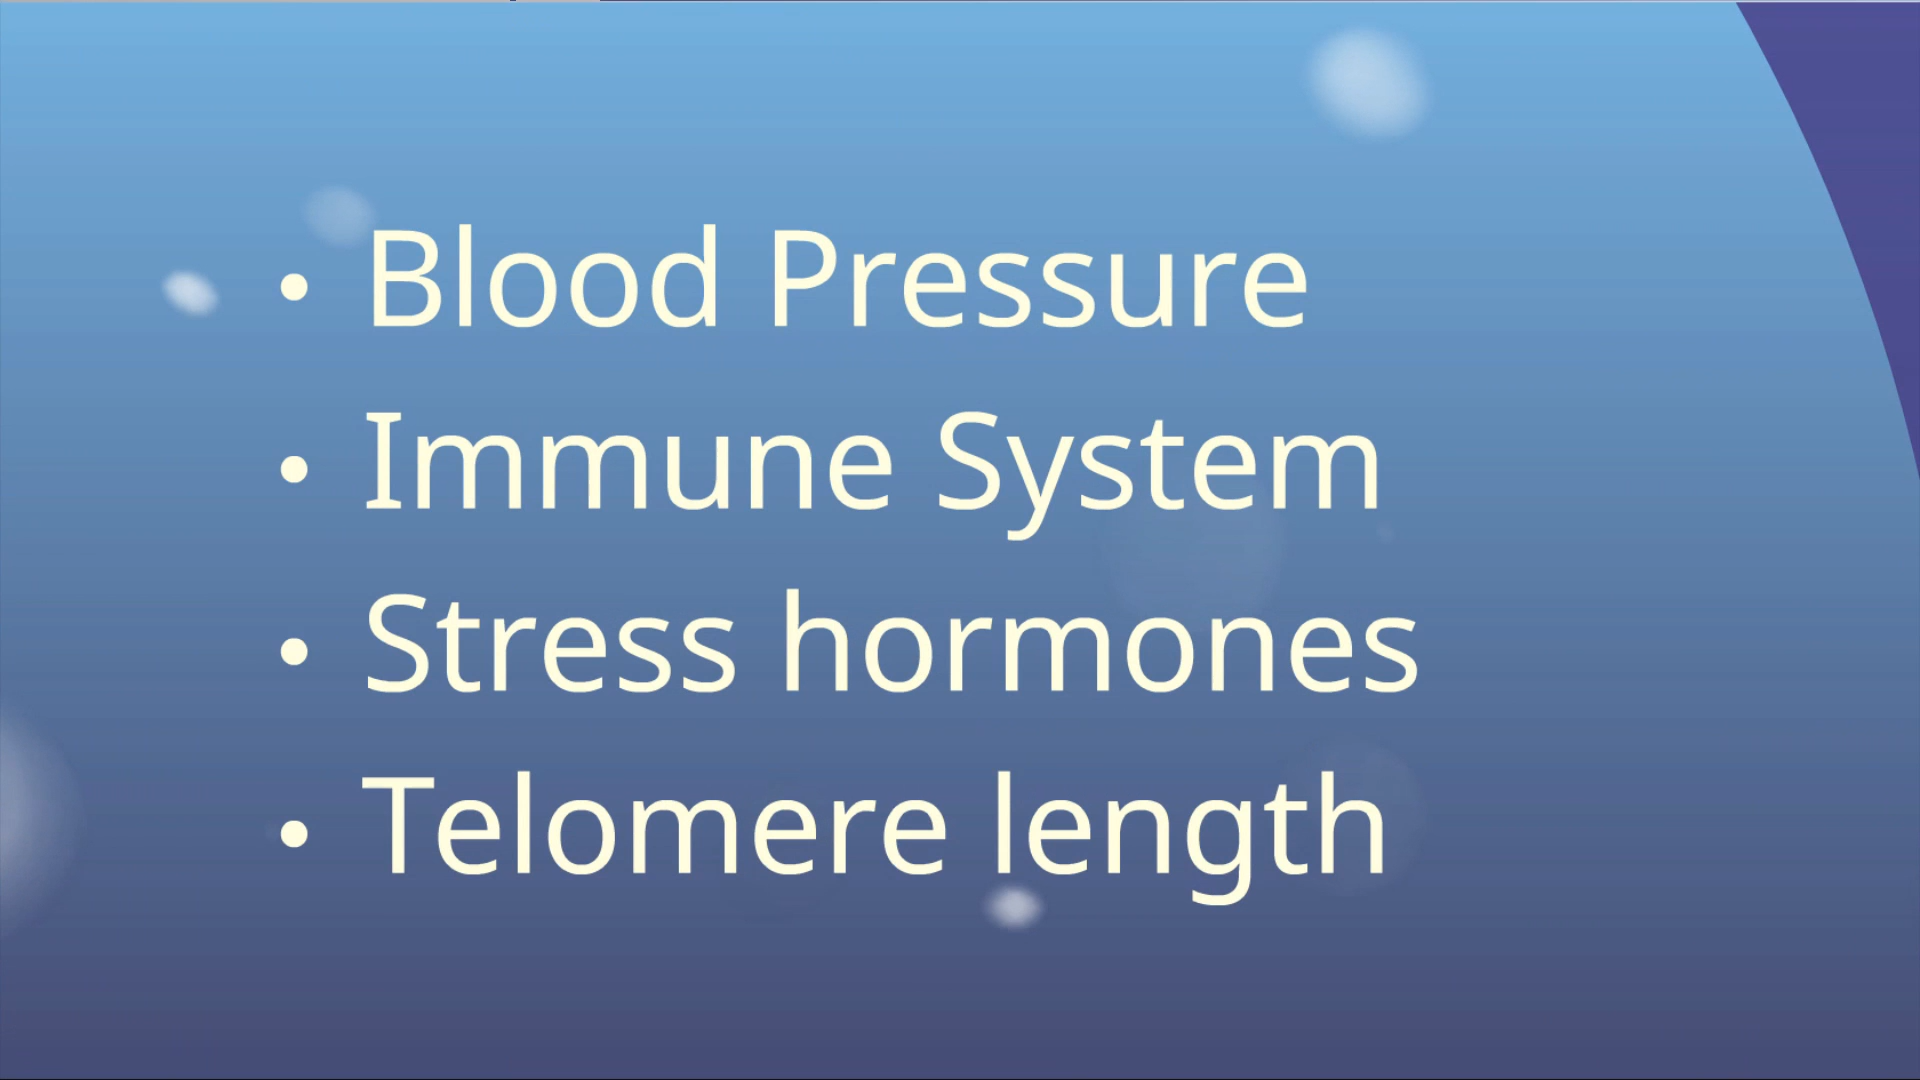 • Blood Pressure
• Immune System
• Stress hormones
• Telomere length